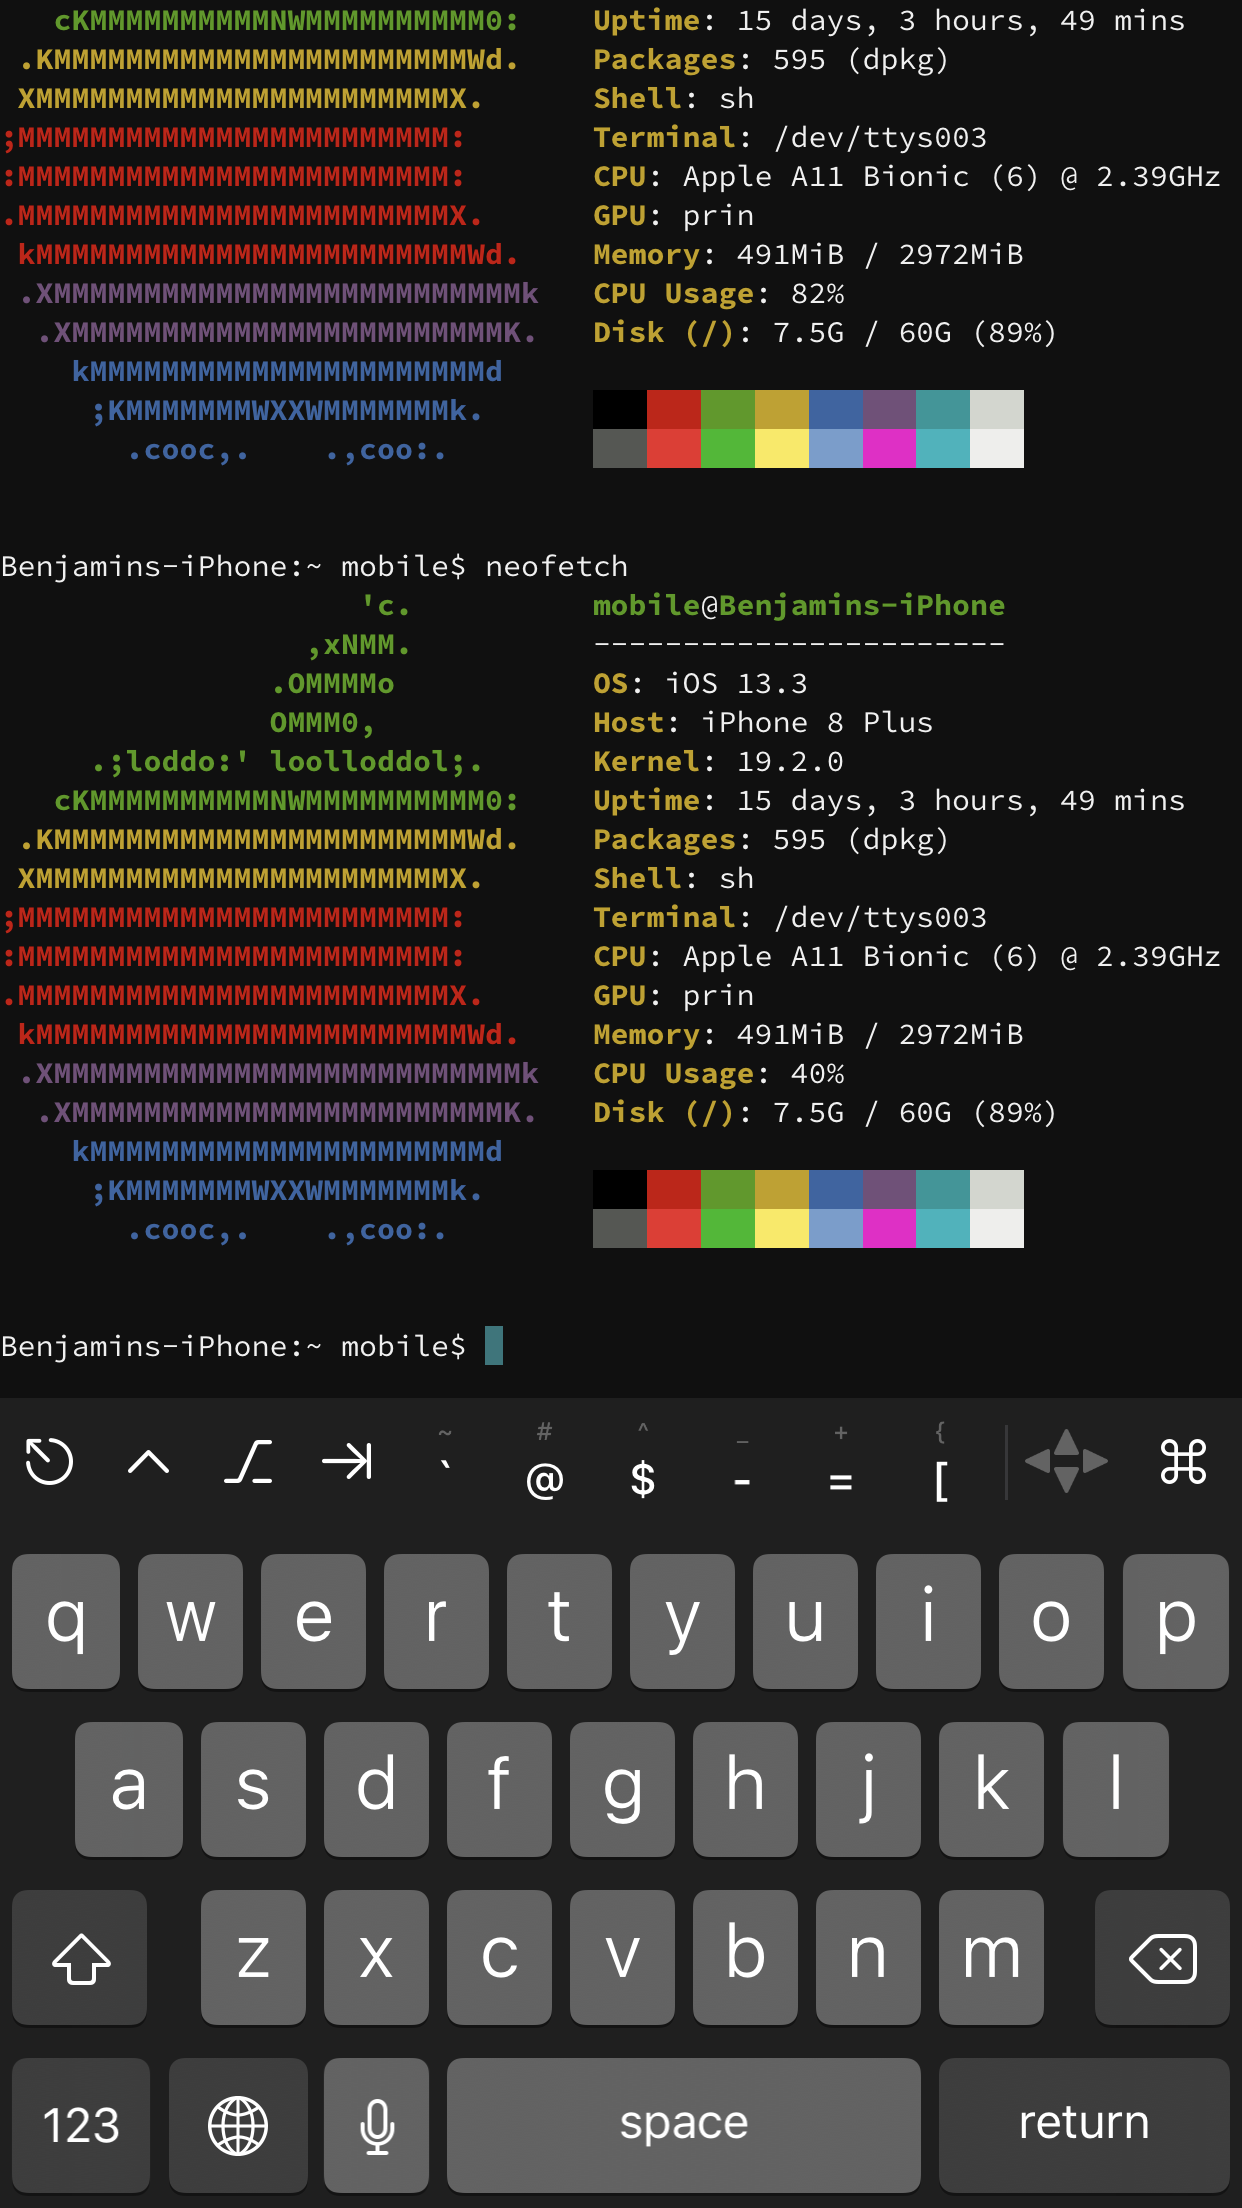 cKMMMMMMMMMMNWMMMMMMMMMM0:    Uptime: 15 days, 3 hours, 49 mins
 .KMMMMMMMMMMMMMMMMMMMMMMMWd.     Packages: 595 (dpkg)
 XMMMMMMMMMMMMMMMMMMMMMMMX.       Shell: sh
;MMMMMMMMMMMMMMMMMMMMMMMM:        Terminal: /dev/ttys003
:MMMMMMMMMMMMMMMMMMMMMMMM:        CPU: Apple A11 Bionic (6) @ 2.39GHz
.MMMMMMMMMMMMMMMMMMMMMMMMX.       GPU: prin
 kMMMMMMMMMMMMMMMMMMMMMMMMWd.     Memory: 491MiB / 2972MiB
 .XMMMMMMMMMMMMMMMMMMMMMMMMMMk    CPU Usage: 82%
  .XMMMMMMMMMMMMMMMMMMMMMMMMK.    Disk (/): 7.5G / 60G (89%)
    kMMMMMMMMMMMMMMMMMMMMMMd
     ;KMMMMMMMWXXWMMMMMMMk.
       .cooc,.    .,coo:.
Benjamins-iPhone:~ mobile$ neofetch
                    'c.          mobile@Benjamins-iPhone
                 ,xNMM.          -----------------------
               .OMMMMo           OS: iOS 13.3
               OMMM0,            Host: iPhone 8 Plus
     .;loddo:' loolloddol;.      Kernel: 19.2.0
   cKMMMMMMMMMMNWMMMMMMMMMM0:    Uptime: 15 days, 3 hours, 49 mins
 .KMMMMMMMMMMMMMMMMMMMMMMMWd.    Packages: 595 (dpkg)
 XMMMMMMMMMMMMMMMMMMMMMMMX.      Shell: sh
;MMMMMMMMMMMMMMMMMMMMMMMM:       Terminal: /dev/ttys003
:MMMMMMMMMMMMMMMMMMMMMMMM:       CPU: Apple A11 Bionic (6) @ 2.39GHz
.MMMMMMMMMMMMMMMMMMMMMMMMX.      GPU: prin
 kMMMMMMMMMMMMMMMMMMMMMMMMWd.    Memory: 491MiB / 2972MiB
 .XMMMMMMMMMMMMMMMMMMMMMMMMMMk   CPU Usage: 40%
  .XMMMMMMMMMMMMMMMMMMMMMMMMK.   Disk (/): 7.5G / 60G (89%)
    kMMMMMMMMMMMMMMMMMMMMMMd
     ;KMMMMMMMWXXWMMMMMMMk.
       .cooc,.    .,coo:.
Benjamins-iPhone:~ mobile$
~ # ^ _ + {
` @ $ - = [
q w e r t y u i o p
a s d f g h j k l
z x c v b n m
123 space return